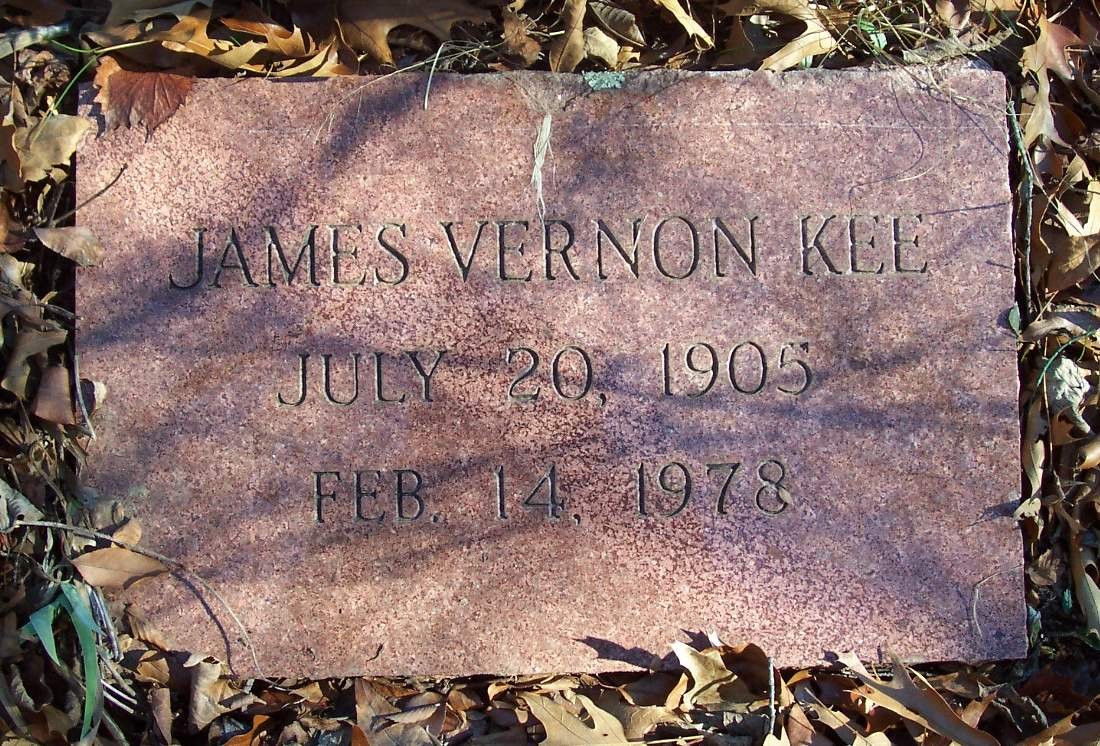 JAMES VERNON KEE
JULY 20, 1905
FEB. 14, 1978